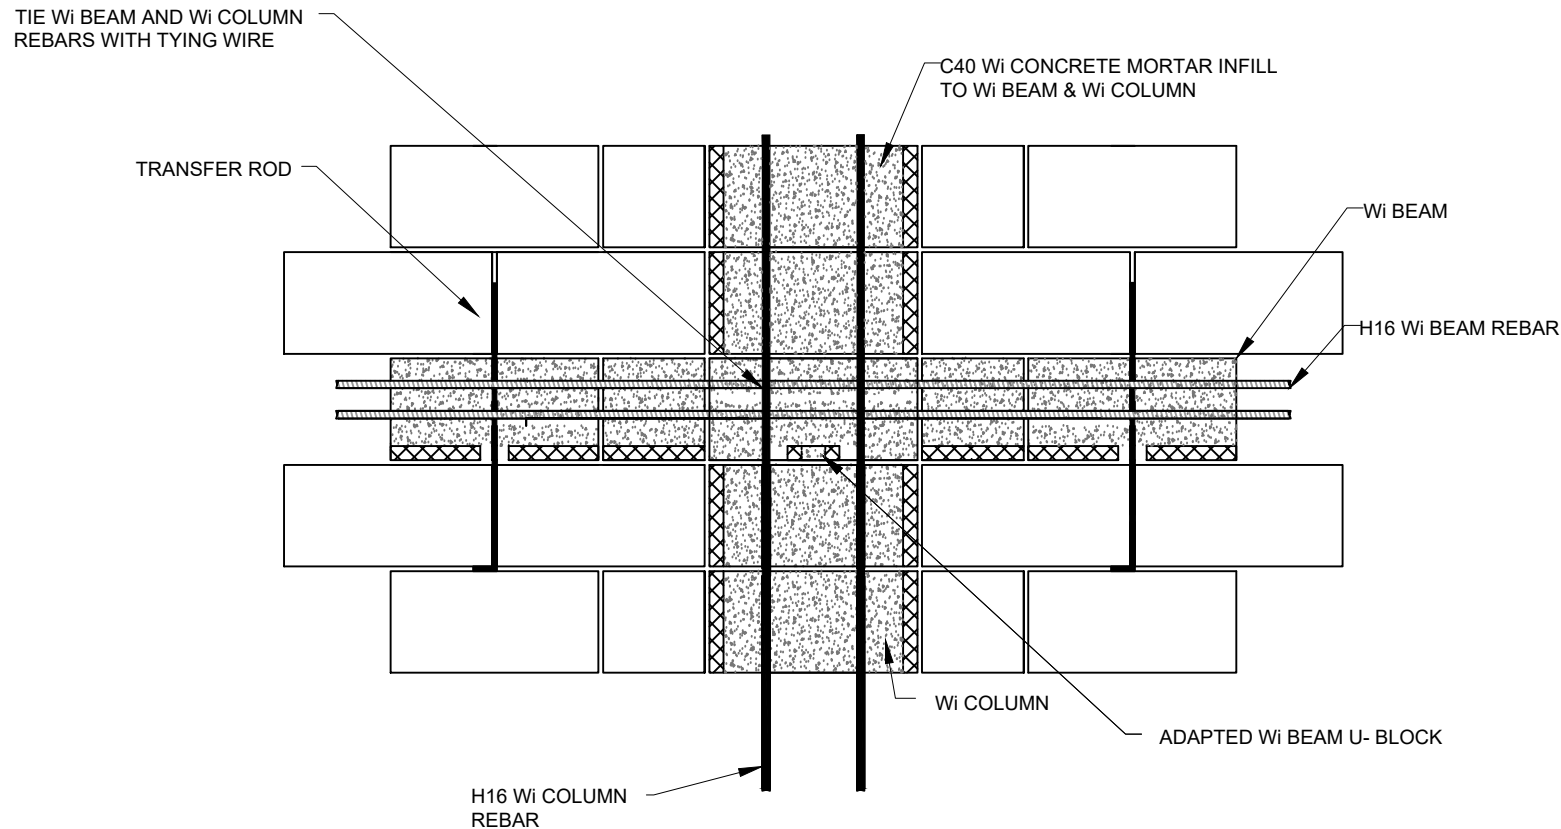 TIE Wi BEAM AND Wi COLUMN
REBARS WITH TYING WIRE
C40 Wi CONCRETE MORTAR INFILL
TO Wi BEAM & Wi COLUMN
TRANSFER ROD
Wi BEAM
H16 Wi BEAM REBAR
Wi COLUMN
ADAPTED Wi BEAM U- BLOCK
H16 Wi COLUMN
REBAR